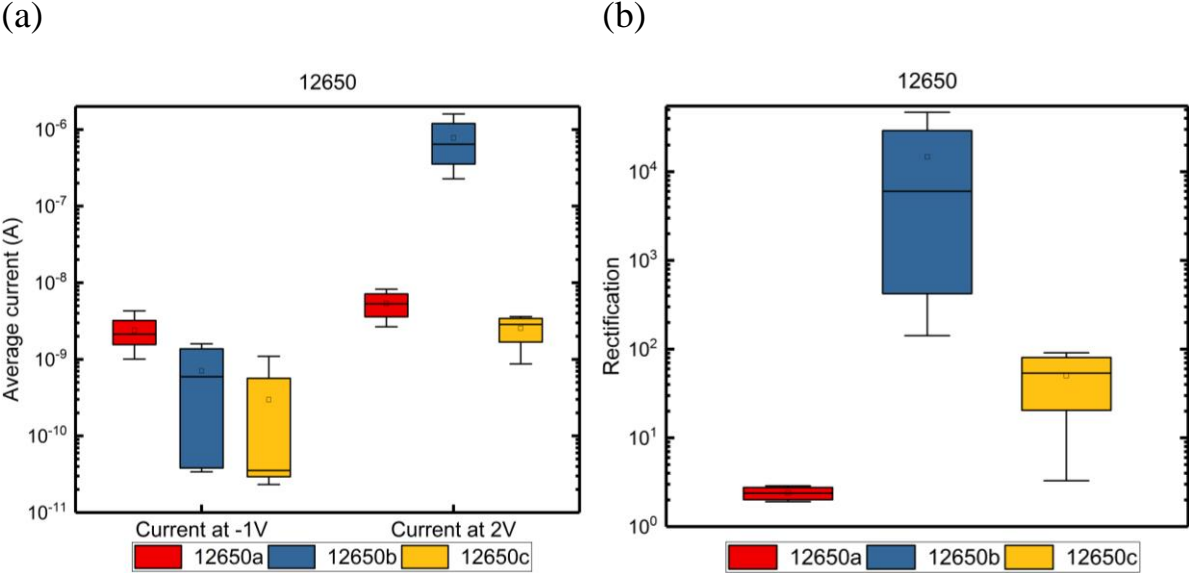 (a)
12650
Average current (A)
10^-6
10^-7
10^-8
10^-9
10^-10
10^-11
Current at -1V
Current at 2V
12650a
12650b
12650c
(b)
12650
Rectification
10^4
10^3
10^2
10^1
10^0
12650a
12650b
12650c